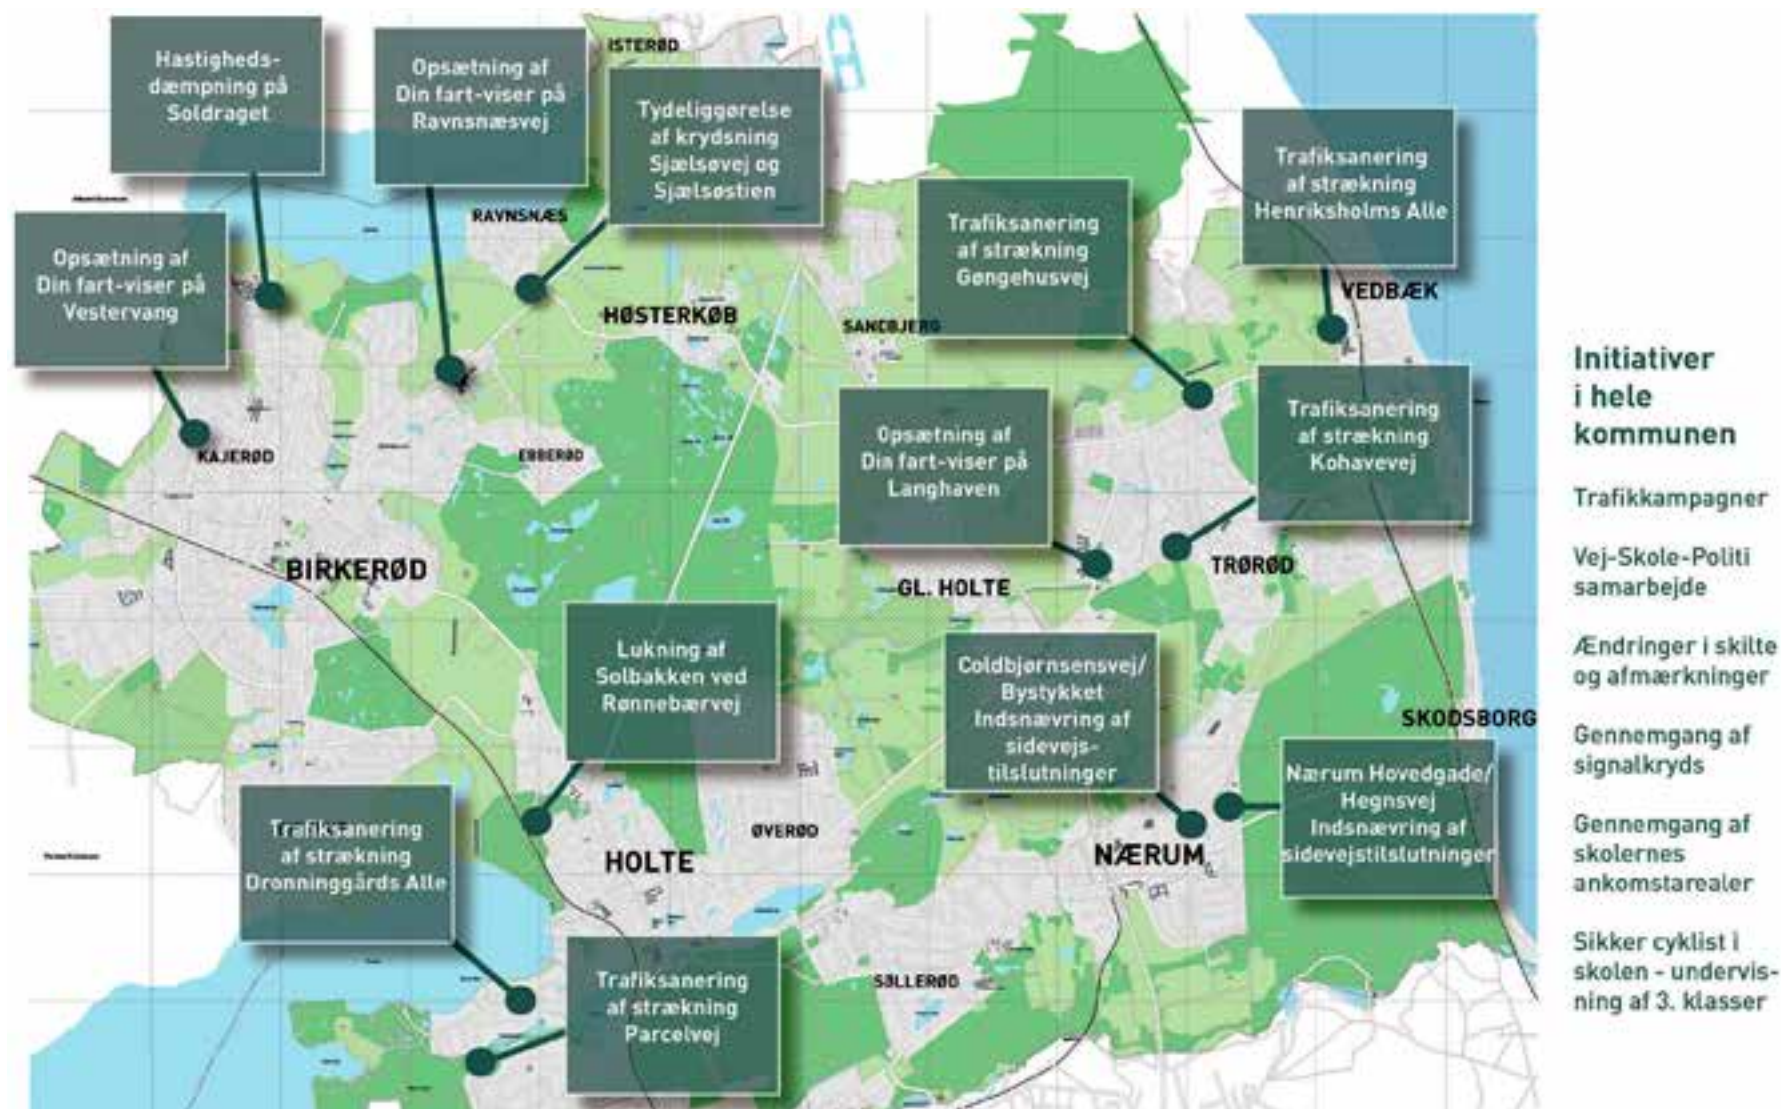 Hastigheds-
dæmpning på
Soldraget
Opsætning af
Din fart-viser på
Ravnsnæsvej
ISTERØD
Tydeliggørelse
af krydsning
Sjælsøvej og
Sjælsøstien
Trafiksanering
af strækning
Henriksholms Alle
Trafiksanering
af strækning
Gøngehusvej
Opsætning af
Din fart-viser på
Vestervang
RAVNSNÆS
VEDBÆK
HØSTERKØB
SANDBJERG
Trafiksanering
af strækning
Kohavevej
Opsætning af
Din fart-viser på
Langhaven
KAJERØD
EBBERØD
BIRKERØD
GL. HOLTE
TRØRØD
Lukning af
Solbakken ved
Rønnebærvej
Coldbjørnsensvej/
Bystykket
Indsnævring af
sidevejs-
tilslutninger
SKODSBORG
Nærum Hovedgade/
Hegnsvej
Indsnævring af
sidevejstilslutninger
Trafiksanering
af strækning
Dronninggårds Alle
ØVERØD
HOLTE
NÆRUM
SØLLERØD
Trafiksanering
af strækning
Parcelvej
Initiativer
i hele
kommunen
Trafikkampagner
Vej-Skole-Politi
samarbejde
Ændringer i skilte
og afmærkninger
Gennemgang af
signalkryds
Gennemgang af
skolernes
ankomstarealer
Sikker cyklist i
skolen - undervis-
ning af 3. klasser